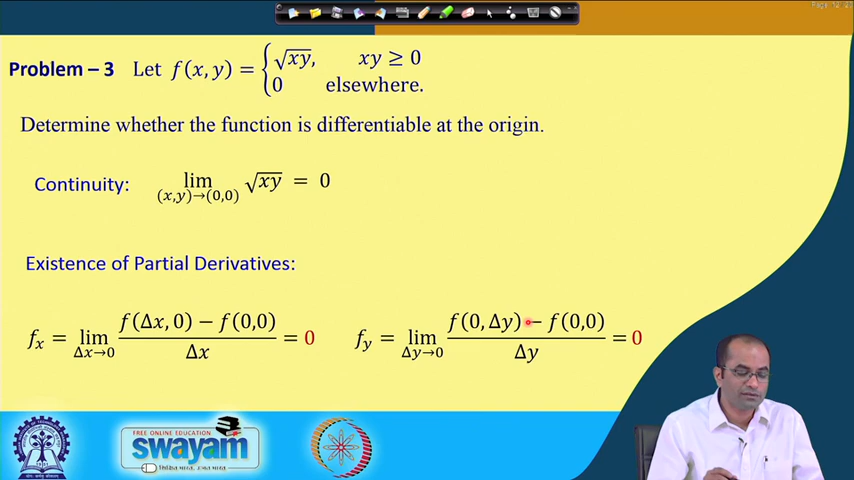 Problem – 3 Let f(x, y) = { √xy, xy ≥ 0
0 elsewhere.
Determine whether the function is differentiable at the origin.
Continuity: lim (x,y)→(0,0) √xy = 0
Existence of Partial Derivatives:
f_x = lim Δx→0 (f(Δx, 0) − f(0,0)) / Δx = 0 f_y = lim Δy→0 (f(0, Δy) − f(0,0)) / Δy = 0
FREE ONLINE EDUCATION
swayam